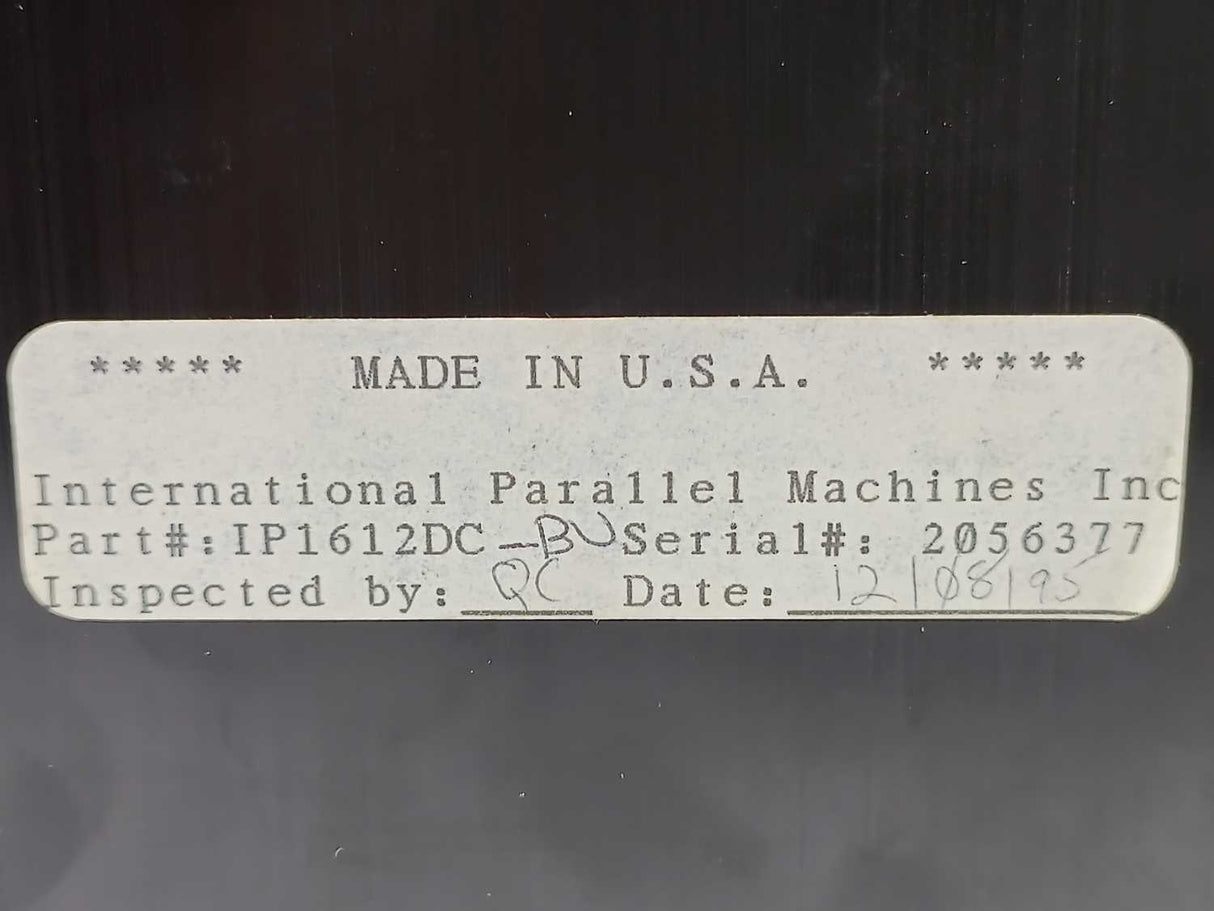 ***** MADE IN U.S.A. *****
International Parallel Machines Inc
Part#:IP1612DC-BU Serial#: 2056377
Inspected by: QC Date: 12/08/95